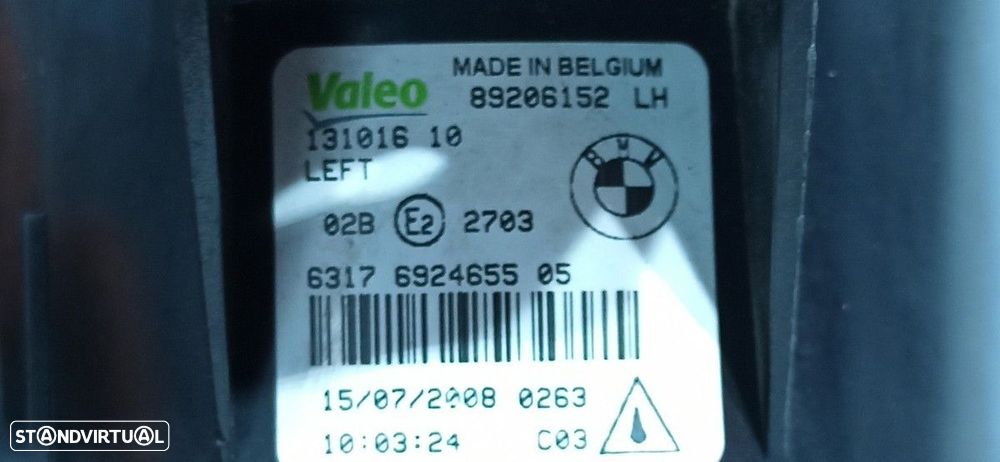 Valeo MADE IN BELGIUM
89206152 LH
131016 10
LEFT
BMW
02B E2 2703
6317 6924655 05
15/07/2008 0263
10:03:24 C03
STANDVIRTUAL